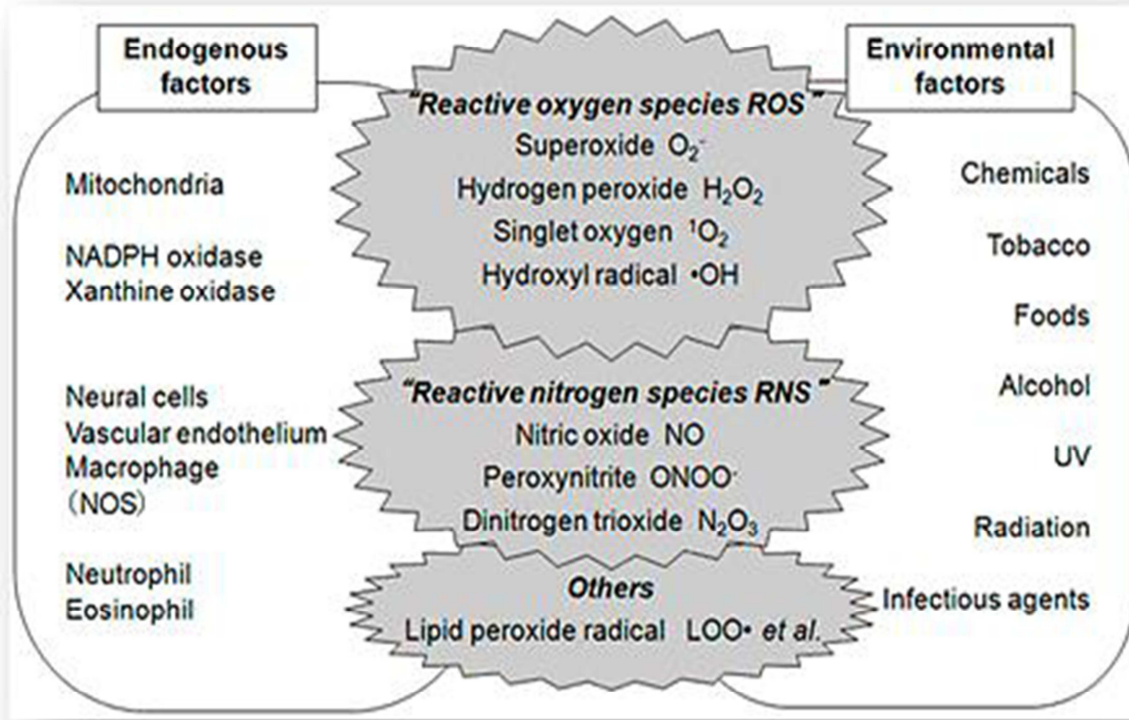 Endogenous
factors
Mitochondria
NADPH oxidase
Xanthine oxidase
Neural cells
Vascular endothelium
Macrophage
(NOS)
Neutrophil
Eosinophil
"Reactive oxygen species ROS"
Superoxide O₂⁻
Hydrogen peroxide H₂O₂
Singlet oxygen ¹O₂
Hydroxyl radical •OH
"Reactive nitrogen species RNS"
Nitric oxide NO
Peroxynitrite ONOO⁻
Dinitrogen trioxide N₂O₃
Others
Lipid peroxide radical LOO• et al.
Environmental
factors
Chemicals
Tobacco
Foods
Alcohol
UV
Radiation
Infectious agents